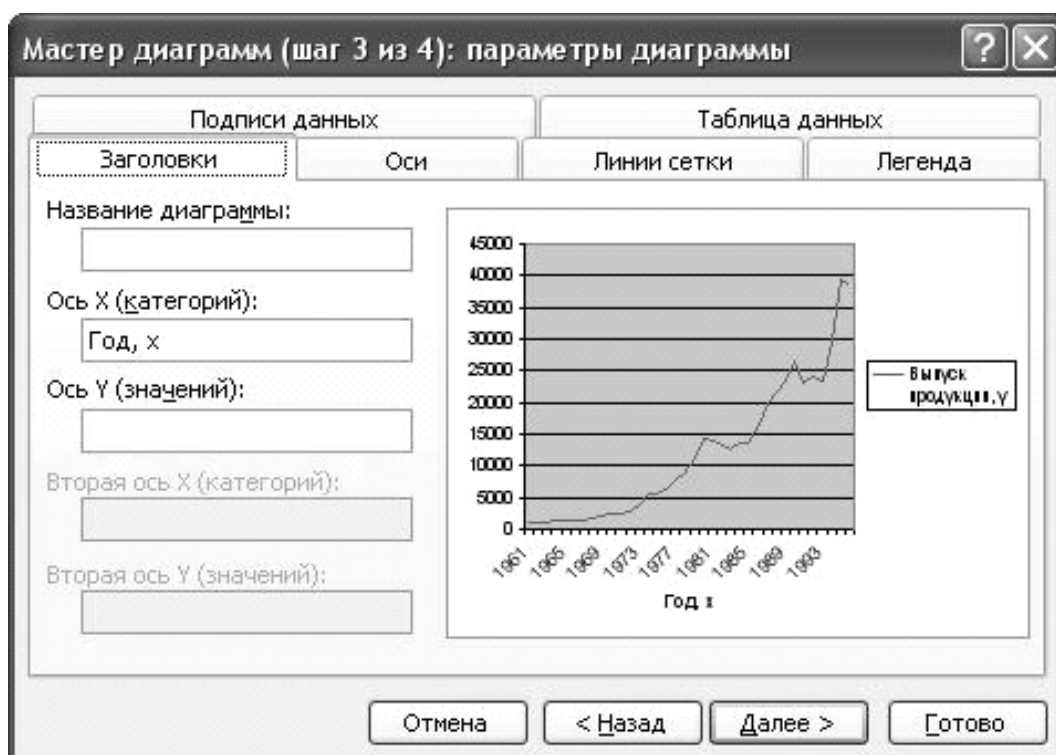 Мастер диаграмм (шаг 3 из 4): параметры диаграммы
Подписи данных
Таблица данных
Заголовки
Оси
Линии сетки
Легенда
Название диаграммы:
Ось X (категорий):
Год, x
Ось Y (значений):
Вторая ось X (категорий):
Вторая ось Y (значений):
45000
40000
35000
30000
25000
20000
15000
10000
5000
0
1961
1965
1969
1973
1977
1981
1985
1989
1993
Год, x
Выпуск
продукции, y
Отмена
< Назад
Далее >
Готово